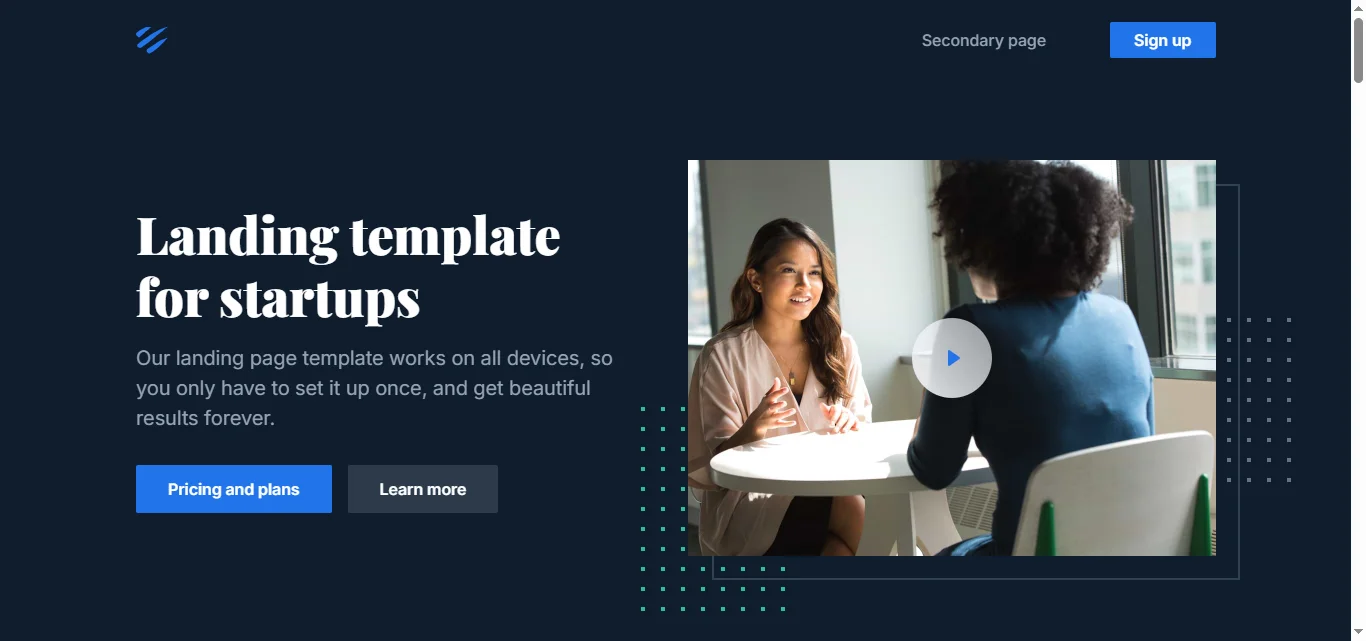 Secondary page
Sign up
Landing template
for startups
Our landing page template works on all devices, so
you only have to set it up once, and get beautiful
results forever.
Pricing and plans
Learn more